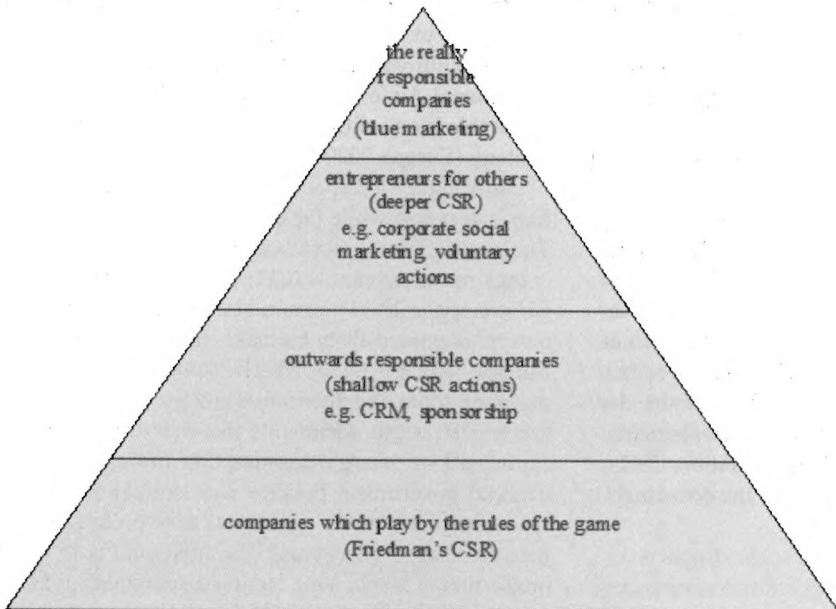 the really
responsible
companies
(blue marketing)
entrepreneurs for others
(deeper CSR)
e.g. corporate social
marketing, voluntary
actions
outwards responsible companies
(shallow CSR actions)
e.g. CRM, sponsorship
companies which play by the rules of the game
(Friedman's CSR)